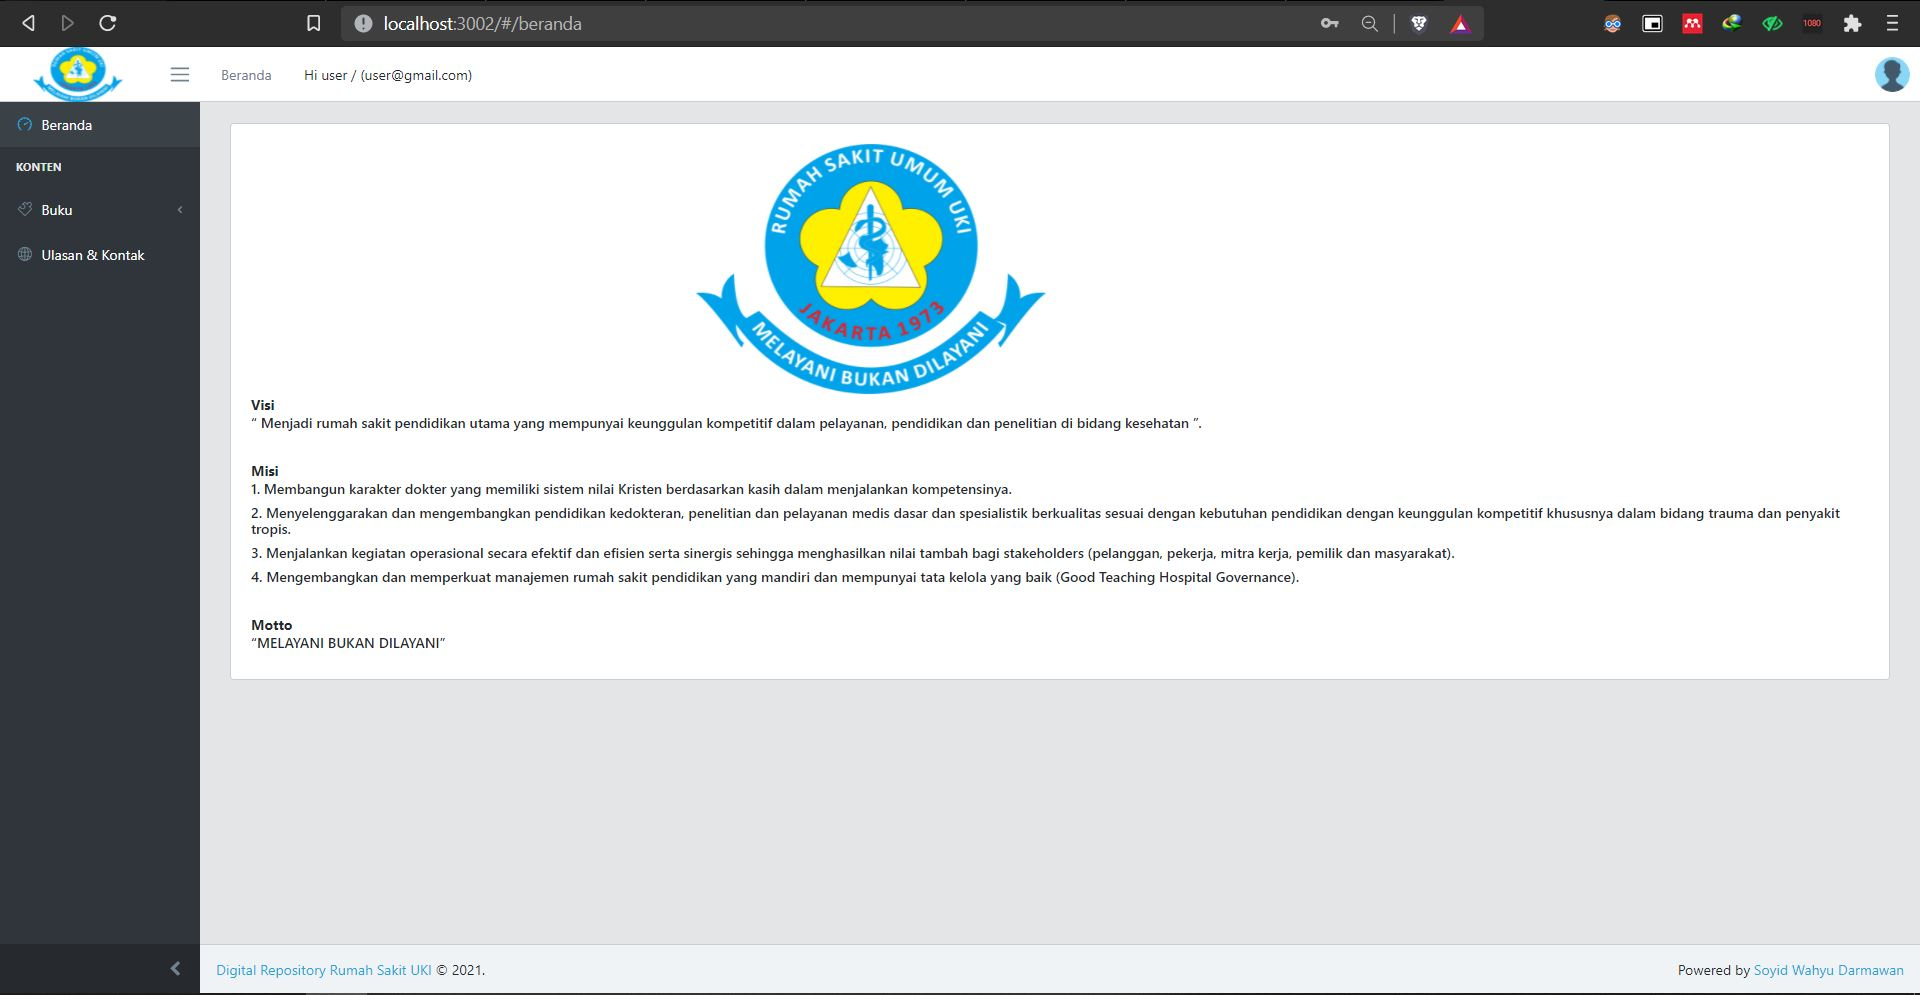 localhost:3002/#/beranda
1080
Beranda
Hi user / (user@gmail.com)
Beranda
KONTEN
Buku
Ulasan & Kontak
RUMAH SAKIT UMUM UKI
JAKARTA 1973
MELAYANI BUKAN DILAYANI
Visi
“ Menjadi rumah sakit pendidikan utama yang mempunyai keunggulan kompetitif dalam pelayanan, pendidikan dan penelitian di bidang kesehatan ”.
Misi
1. Membangun karakter dokter yang memiliki sistem nilai Kristen berdasarkan kasih dalam menjalankan kompetensinya.
2. Menyelenggarakan dan mengembangkan pendidikan kedokteran, penelitian dan pelayanan medis dasar dan spesialistik berkualitas sesuai dengan kebutuhan pendidikan dengan keunggulan kompetitif khususnya dalam bidang trauma dan penyakit
tropis.
3. Menjalankan kegiatan operasional secara efektif dan efisien serta sinergis sehingga menghasilkan nilai tambah bagi stakeholders (pelanggan, pekerja, mitra kerja, pemilik dan masyarakat).
4. Mengembangkan dan memperkuat manajemen rumah sakit pendidikan yang mandiri dan mempunyai tata kelola yang baik (Good Teaching Hospital Governance).
Motto
“MELAYANI BUKAN DILAYANI”
Digital Repository Rumah Sakit UKI © 2021.
Powered by Soyid Wahyu Darmawan